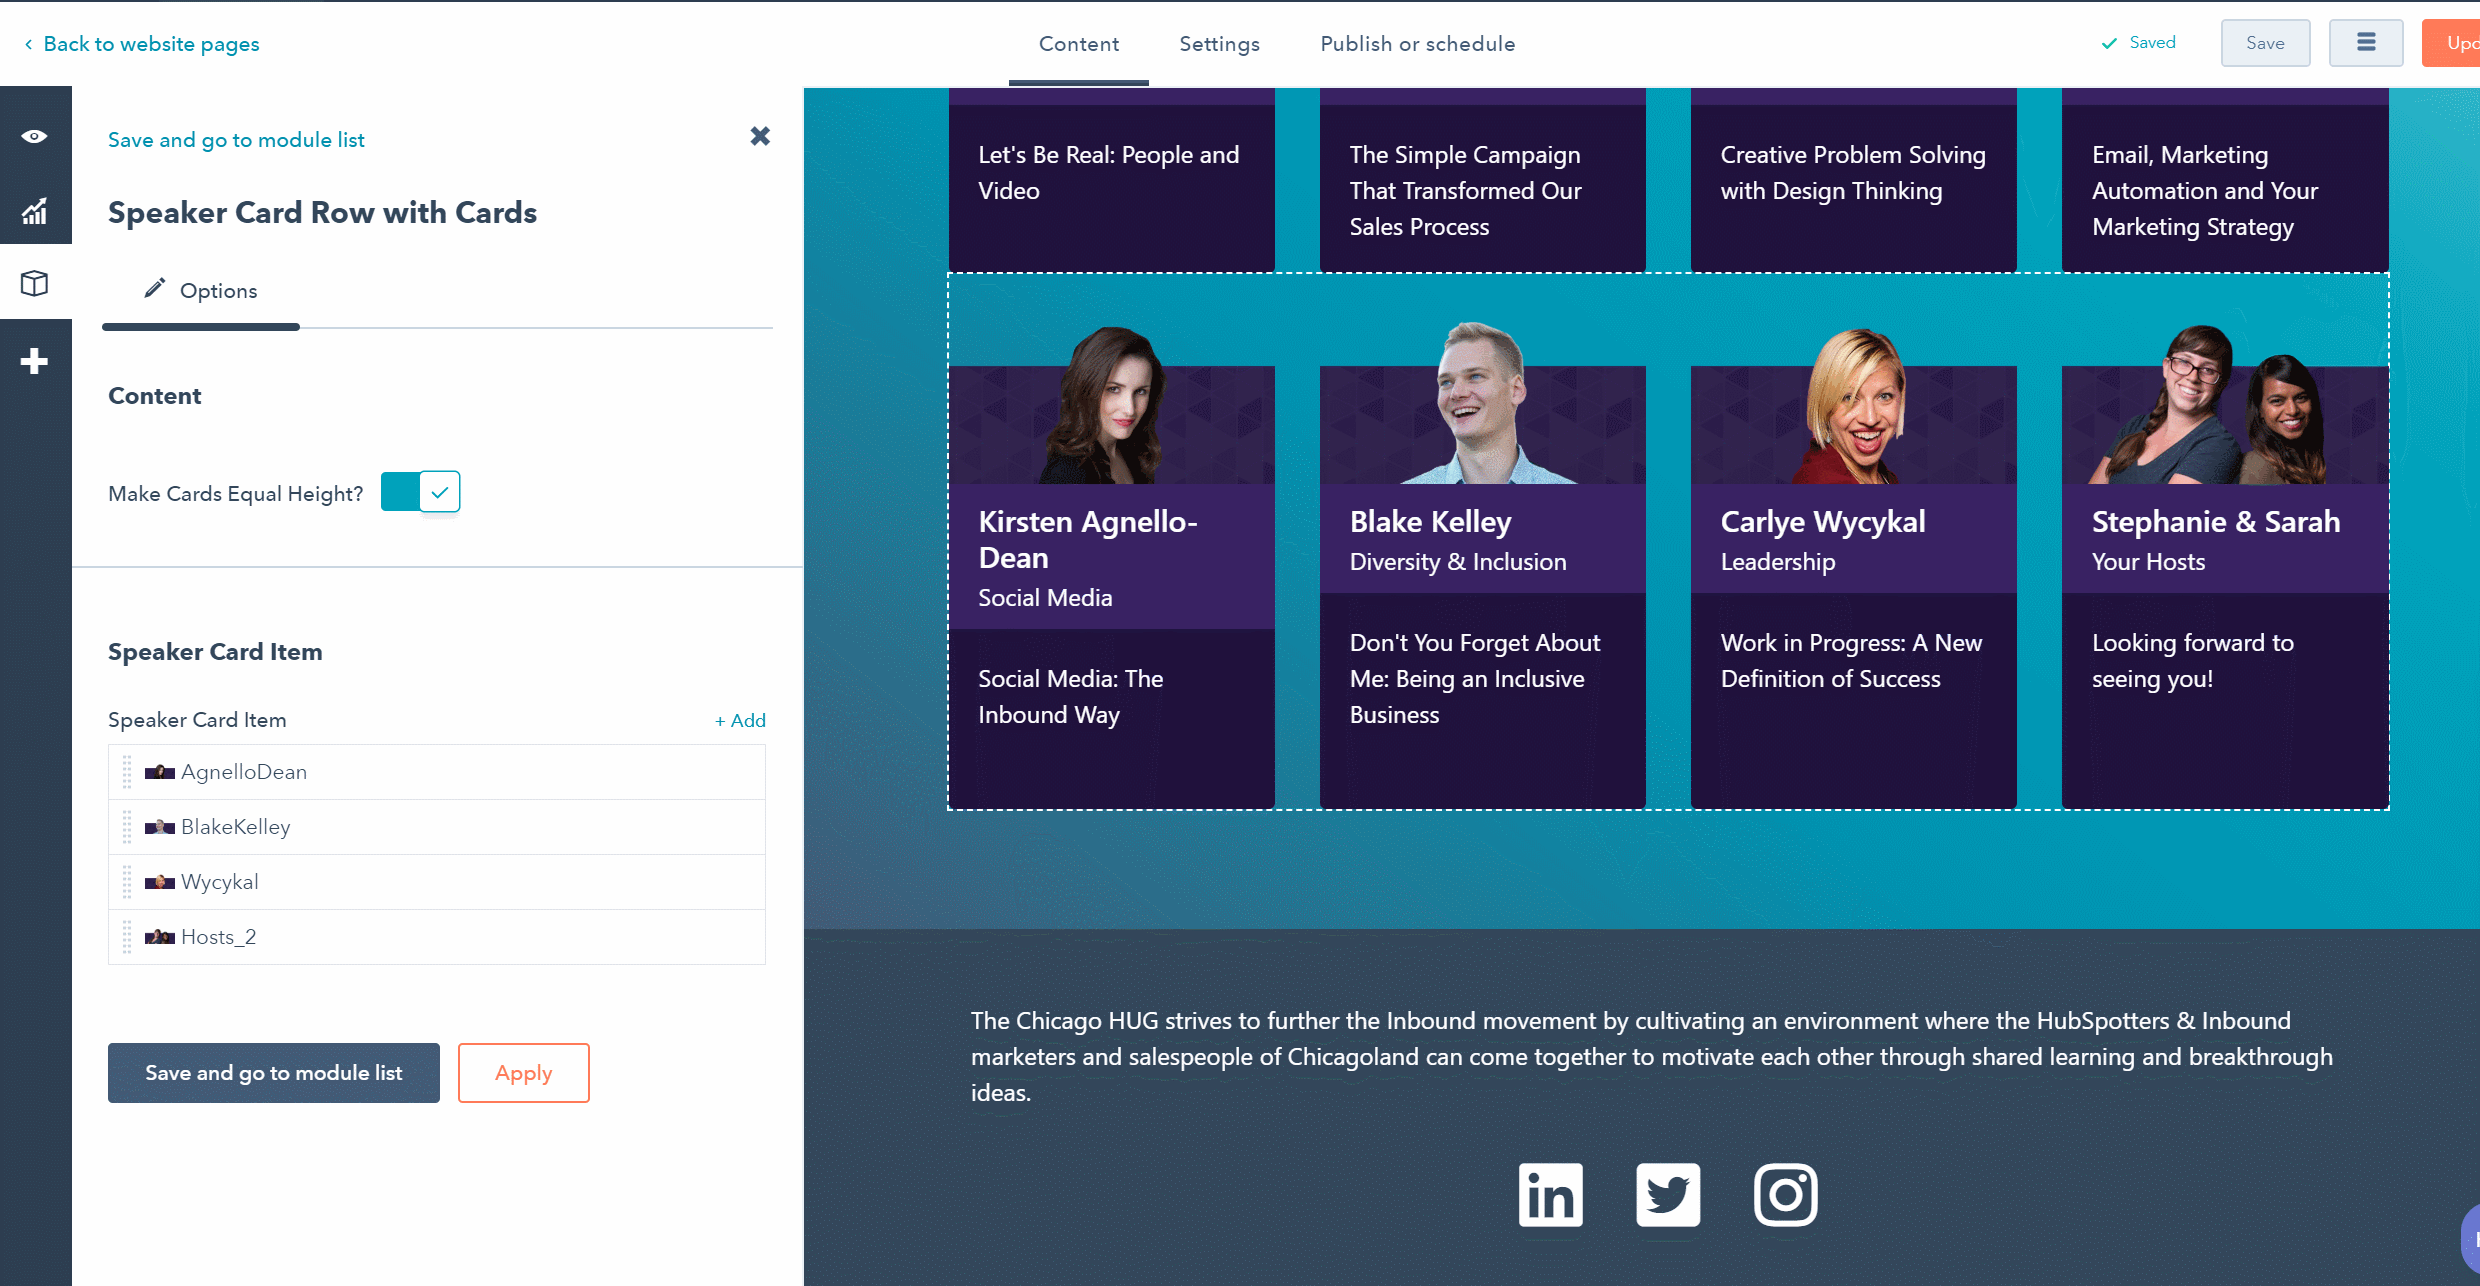 Back to website pages
Content
Settings
Publish or schedule
Saved
Save
Save and go to module list
Speaker Card Row with Cards
Options
Content
Make Cards Equal Height?
Speaker Card Item
Speaker Card Item
+ Add
AgnelloDean
BlakeKelley
Wycykal
Hosts_2
Save and go to module list
Apply
Let's Be Real: People and
Video
The Simple Campaign
That Transformed Our
Sales Process
Creative Problem Solving
with Design Thinking
Email, Marketing
Automation and Your
Marketing Strategy
Kirsten Agnello-
Dean
Social Media
Social Media: The
Inbound Way
Blake Kelley
Diversity & Inclusion
Don't You Forget About
Me: Being an Inclusive
Business
Carlye Wycykal
Leadership
Work in Progress: A New
Definition of Success
Stephanie & Sarah
Your Hosts
Looking forward to
seeing you!
The Chicago HUG strives to further the Inbound movement by cultivating an environment where the HubSpotters & Inbound
marketers and salespeople of Chicagoland can come together to motivate each other through shared learning and breakthrough
ideas.
in